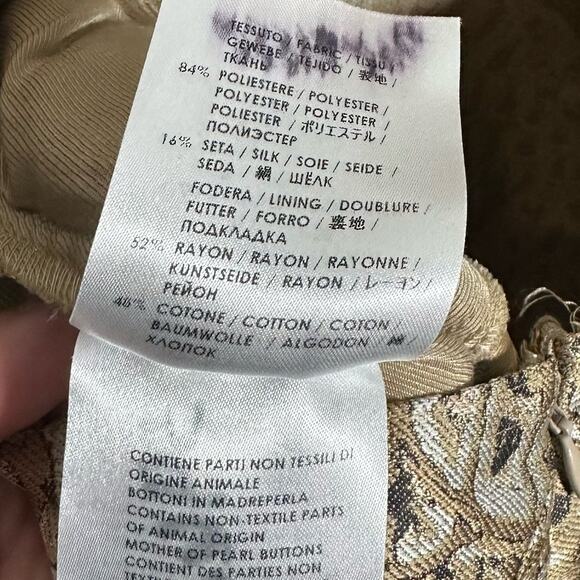 TESSUTO / FABRIC / TISSU /
GEWEBE / TEJIDO / 表地 /
ТКАНЬ
84% POLIESTERE / POLYESTER /
POLYESTER / POLYESTER /
POLIESTER / ポリエステル /
ПОЛИЭСТЕР
16% SETA / SILK / SOIE / SEIDE /
SEDA / 絹 / ШЁЛК
FODERA / LINING / DOUBLURE /
FUTTER / FORRO / 裏地 /
ПОДКЛАДКА
52% RAYON / RAYON / RAYONNE /
KUNSTSEIDE / RAYON / レーヨン /
РЕЙОН
48% COTONE / COTTON / COTON /
BAUMWOLLE / ALGODON / 綿 /
ХЛОПОК
CONTIENE PARTI NON TESSILI DI
ORIGINE ANIMALE
BOTTONI IN MADREPERLA
CONTAINS NON-TEXTILE PARTS
OF ANIMAL ORIGIN
MOTHER OF PEARL BUTTONS
CONTIENT DES PARTIES NON